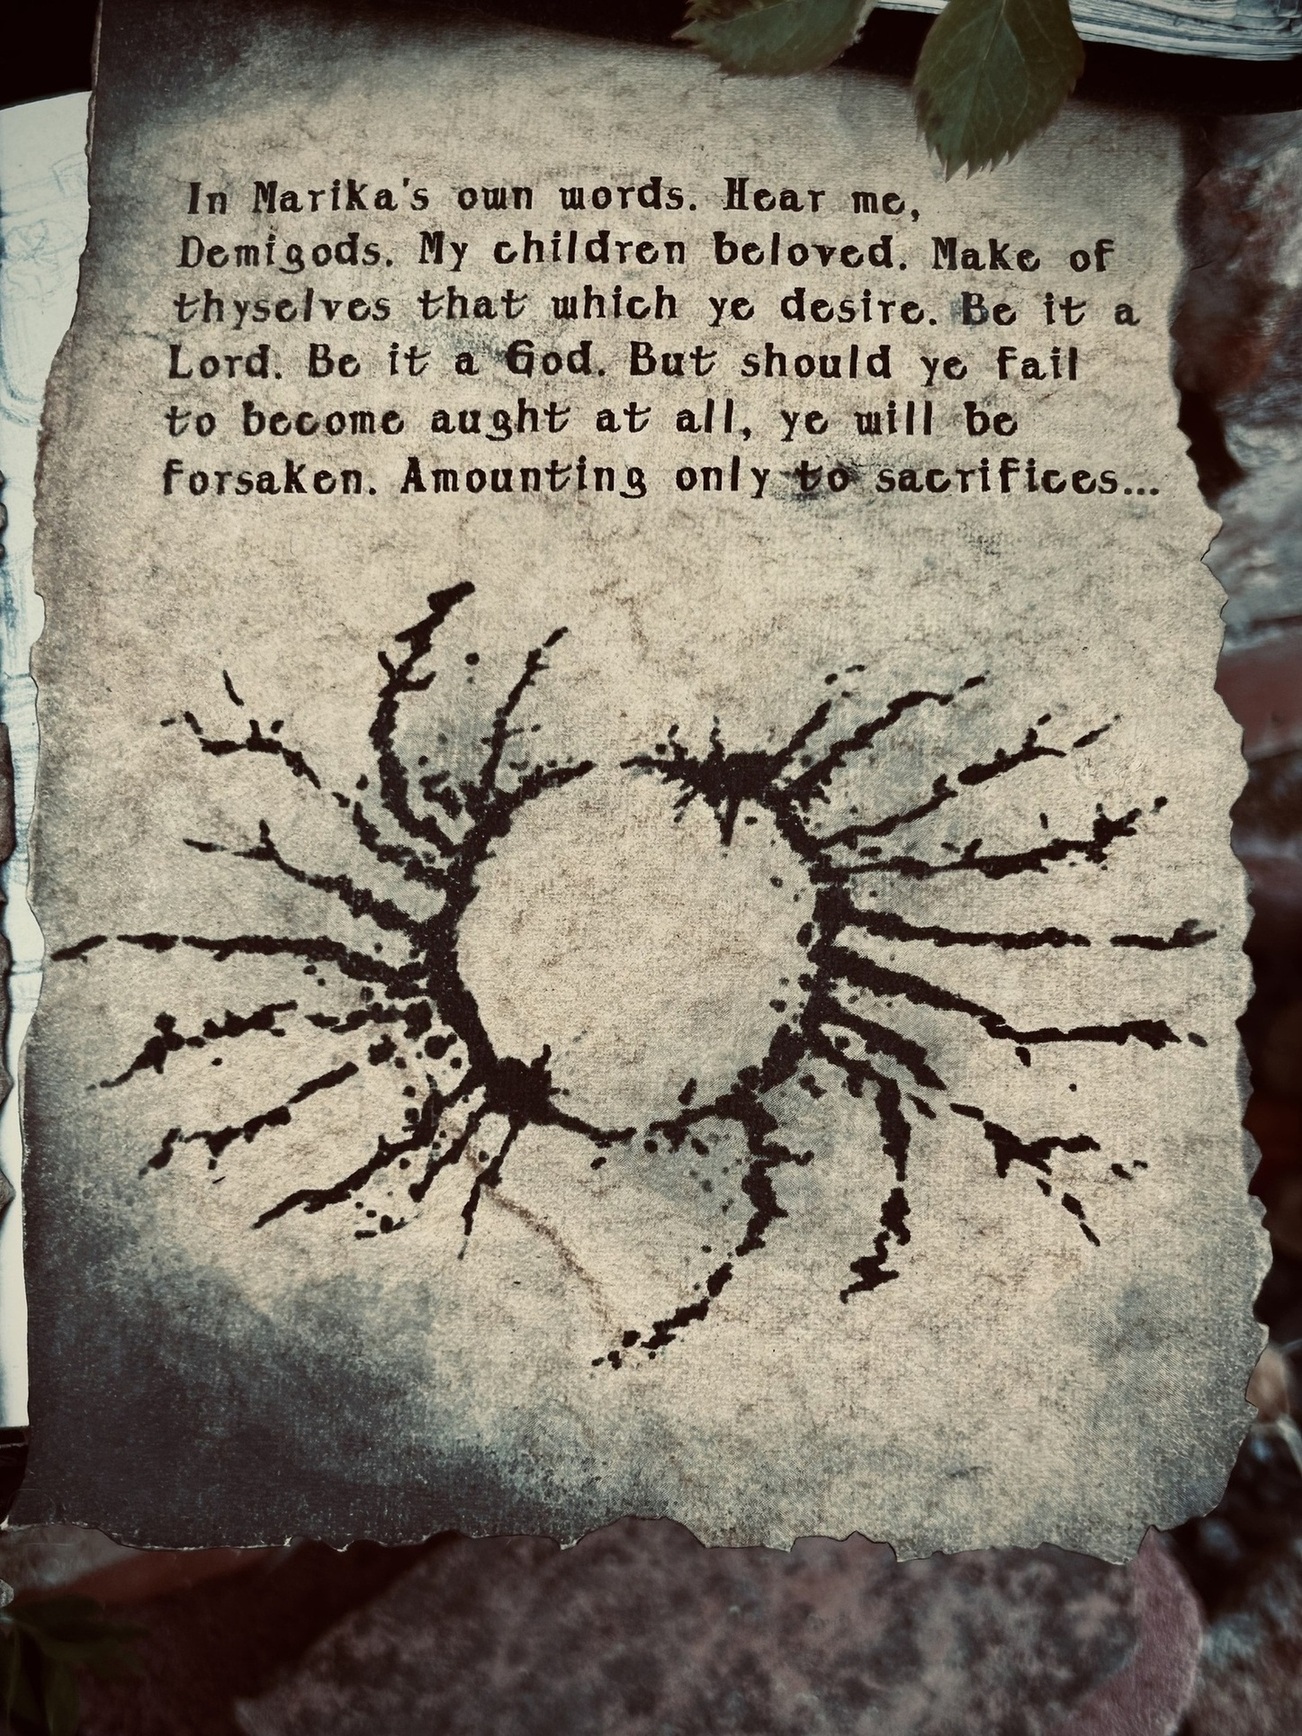 In Marika's own words. Hear me,
Demigods. My children beloved. Make of
thyselves that which ye desire. Be it a
Lord. Be it a God. But should ye fail
to become aught at all, ye will be
forsaken. Amounting only to sacrifices...